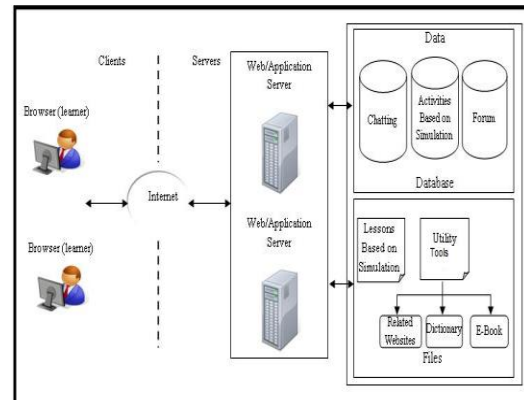 Clients
Servers
Browser (learner)
Browser (learner)
Internet
Web/Application
Server
Web/Application
Server
Data
Chatting
Activities
Based on
Simulation
Forum
Database
Lessons
Based on
Simulation
Utility
Tools
Related
Websites
Dictionary
E-Book
Files